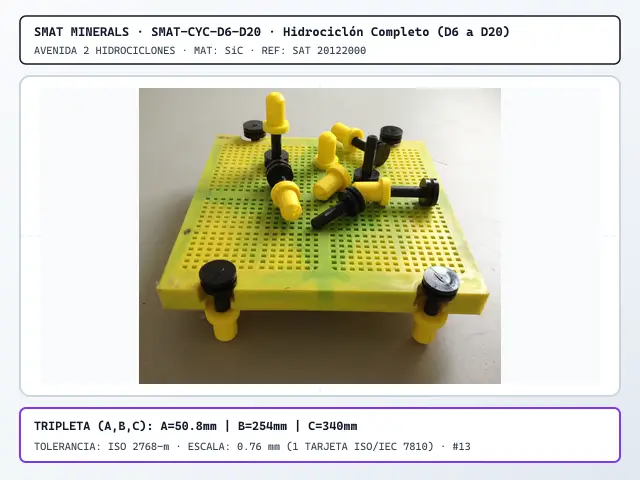 SMAT MINERALS · SMAT-CYC-D6-D20 · Hidrociclón Completo (D6 a D20)
AVENIDA 2 HIDROCICLONES · MAT: SiC · REF: SAT 20122000
TRIPLETA (A,B,C): A=50.8mm | B=254mm | C=340mm
TOLERANCIA: ISO 2768-m · ESCALA: 0.76 mm (1 TARJETA ISO/IEC 7810) · #13